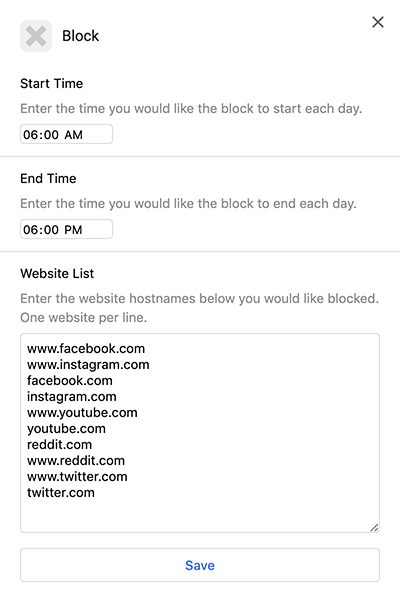 Block
Start Time
Enter the time you would like the block to start each day.
06:00 AM
End Time
Enter the time you would like the block to end each day.
06:00 PM
Website List
Enter the website hostnames below you would like blocked.
One website per line.
www.facebook.com
www.instagram.com
facebook.com
instagram.com
www.youtube.com
youtube.com
reddit.com
www.reddit.com
www.twitter.com
twitter.com
Save